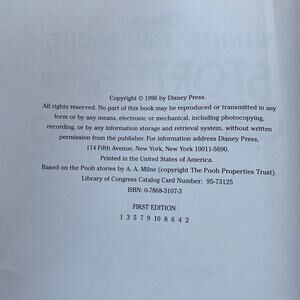 Copyright © 1996 by Disney Press.
All rights reserved. No part of this book may be reproduced or transmitted in any
form or by any means, electronic or mechanical, including photocopying,
recording, or by any information storage and retrieval system, without written
permission from the publisher. For information address Disney Press,
114 Fifth Avenue, New York, New York 10011-5690.
Printed in the United States of America.
Based on the Pooh stories by A. A. Milne (copyright The Pooh Properties Trust).
Library of Congress Catalog Card Number: 95-73125
ISBN: 0-7868-3107-3
FIRST EDITION
1 3 5 7 9 10 8 6 4 2